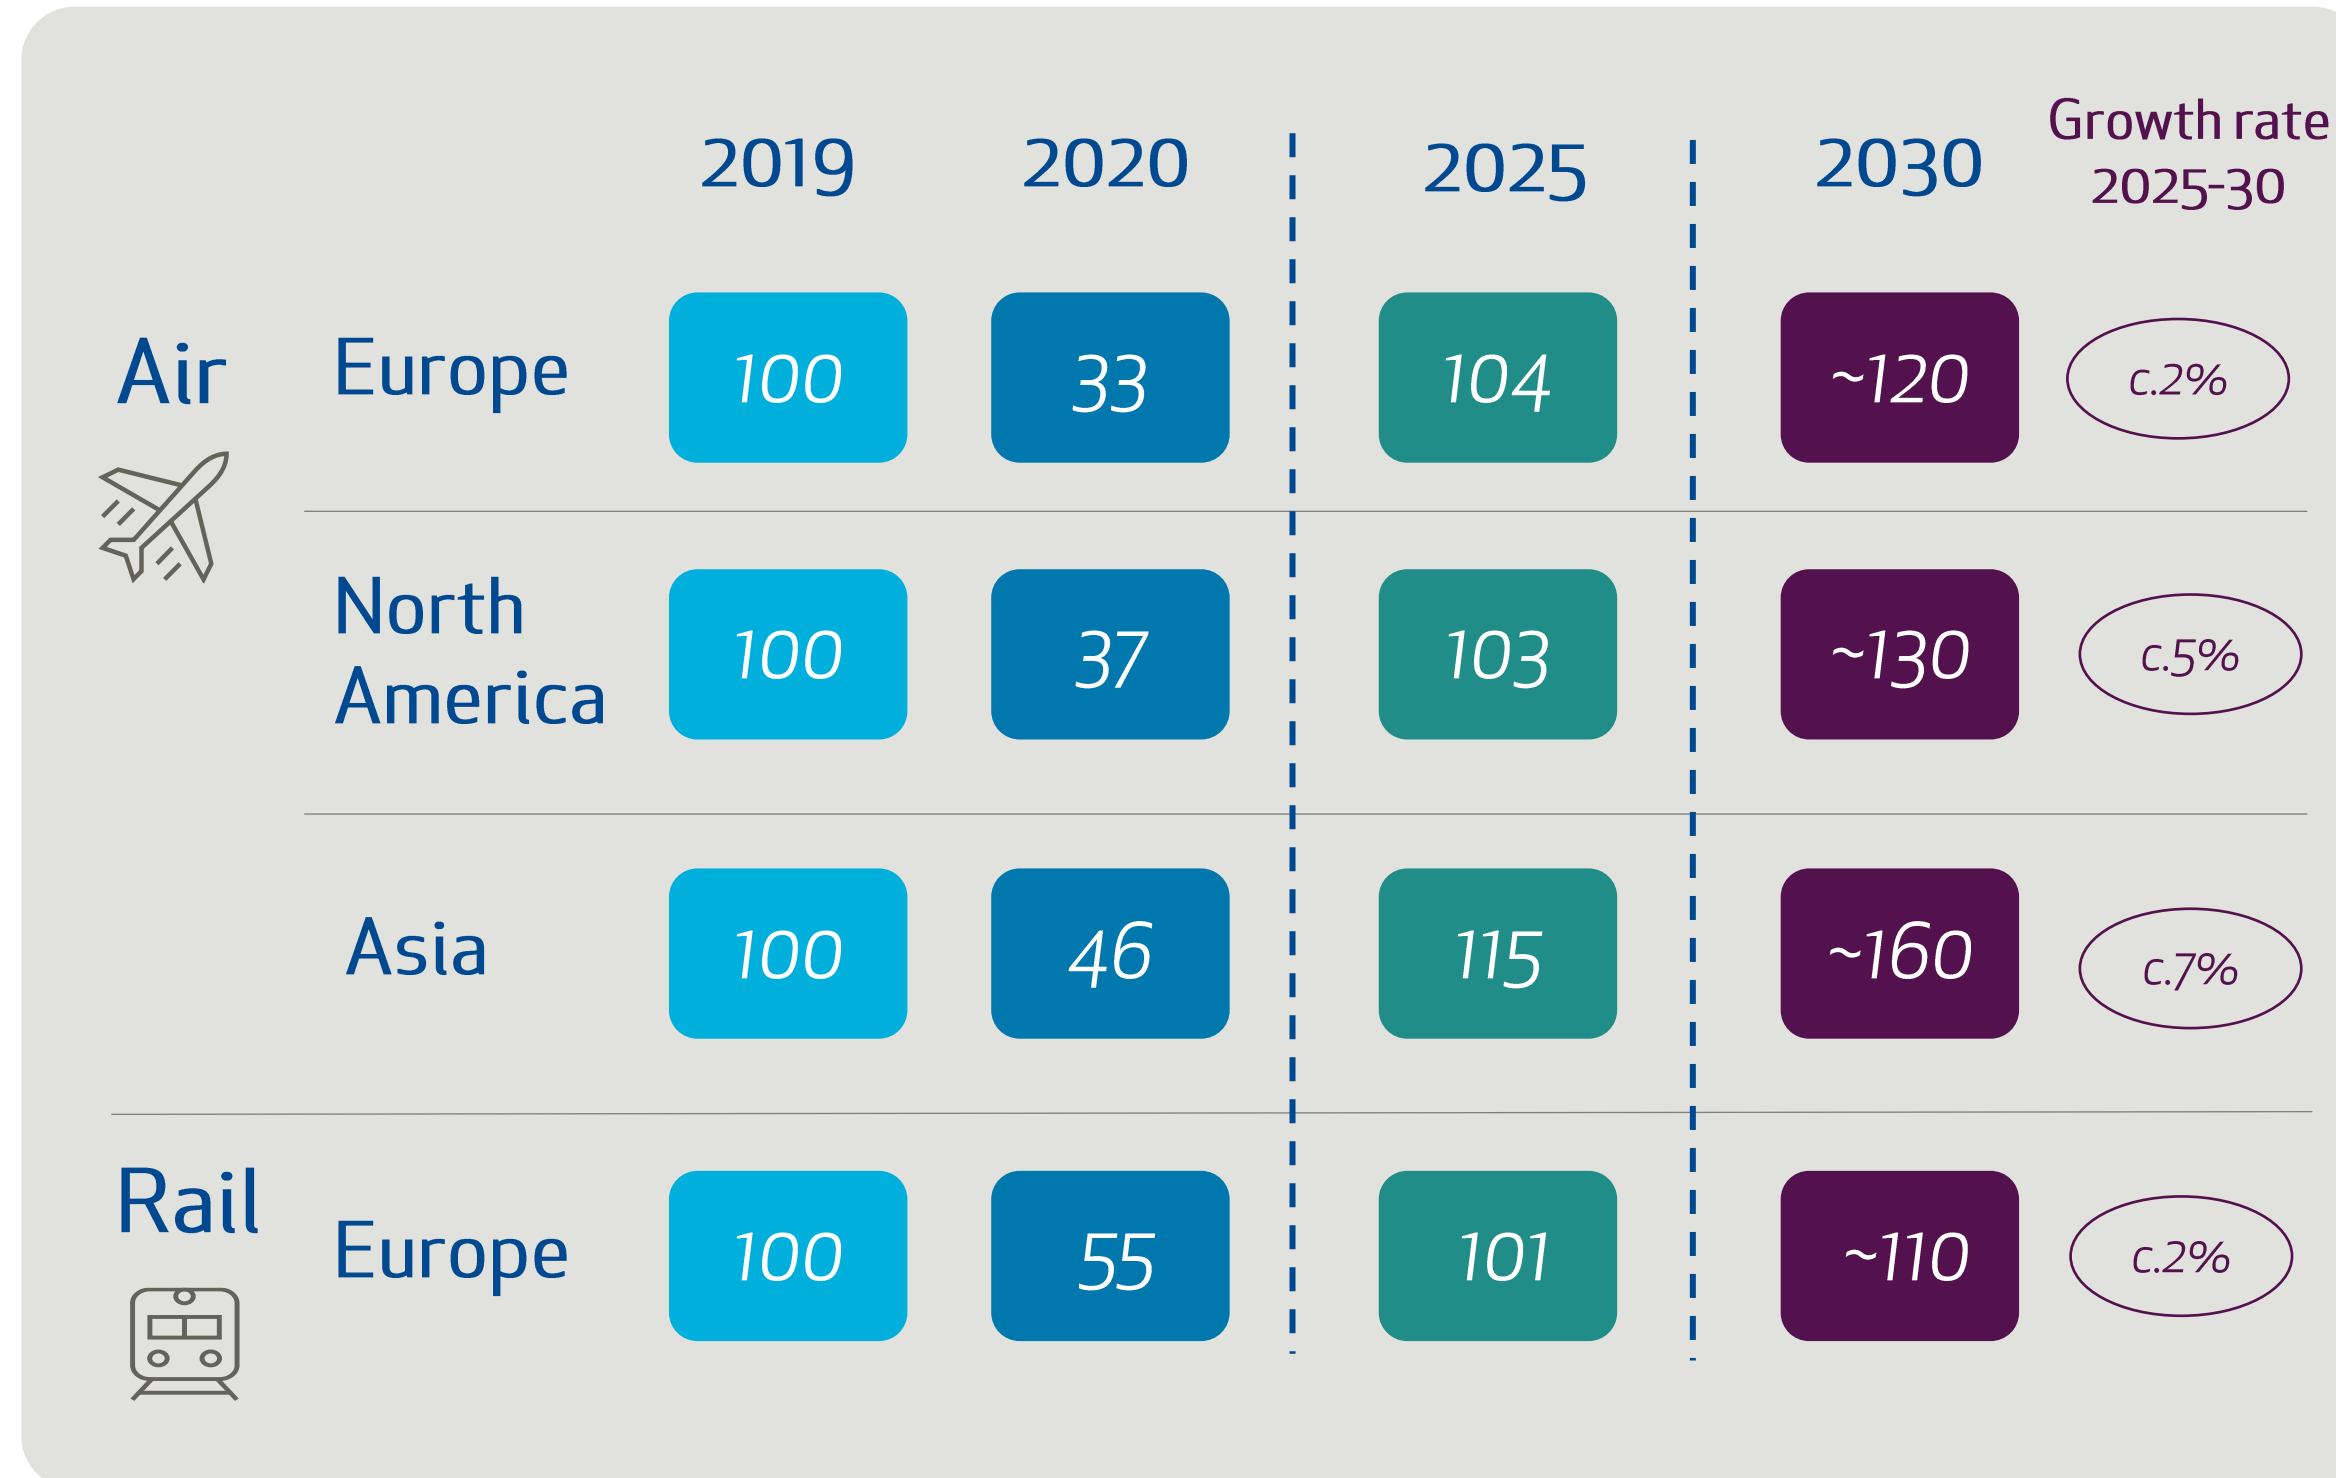 2019 2020 2025 2030 Growth rate
2025-30
Air Europe 100 33 104 ~120 c.2%
North
America 100 37 103 ~130 c.5%
Asia 100 46 115 ~160 c.7%
Rail
Europe 100 55 101 ~110 c.2%